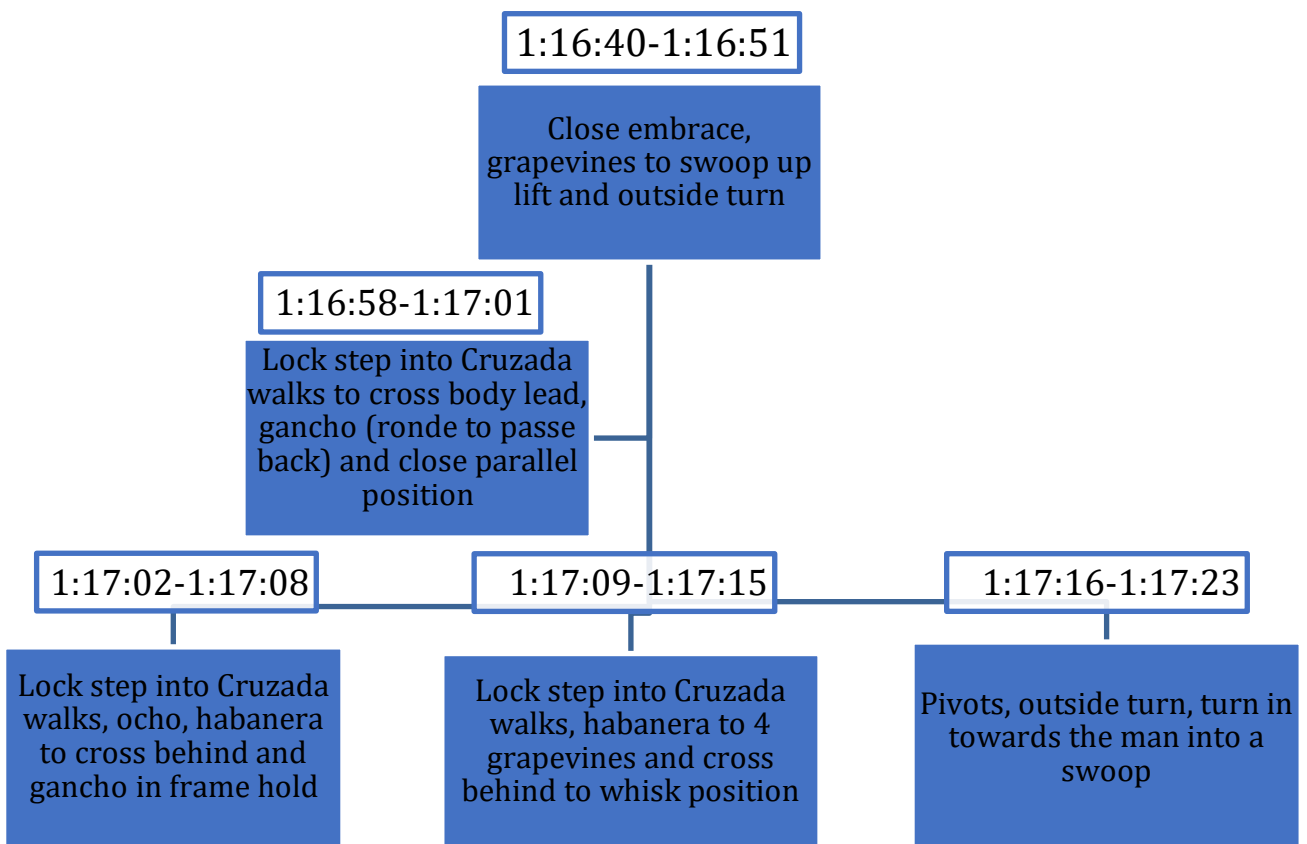 1:16:40-1:16:51
Close embrace,
grapevines to swoop up
lift and outside turn
1:16:58-1:17:01
Lock step into Cruzada
walks to cross body lead,
gancho (ronde to passe
back) and close parallel
position
1:17:02-1:17:08
Lock step into Cruzada
walks, ocho, habanera
to cross behind and
gancho in frame hold
1:17:09-1:17:15
Lock step into Cruzada
walks, habanera to 4
grapevines and cross
behind to whisk position
1:17:16-1:17:23
Pivots, outside turn, turn in
towards the man into a
swoop